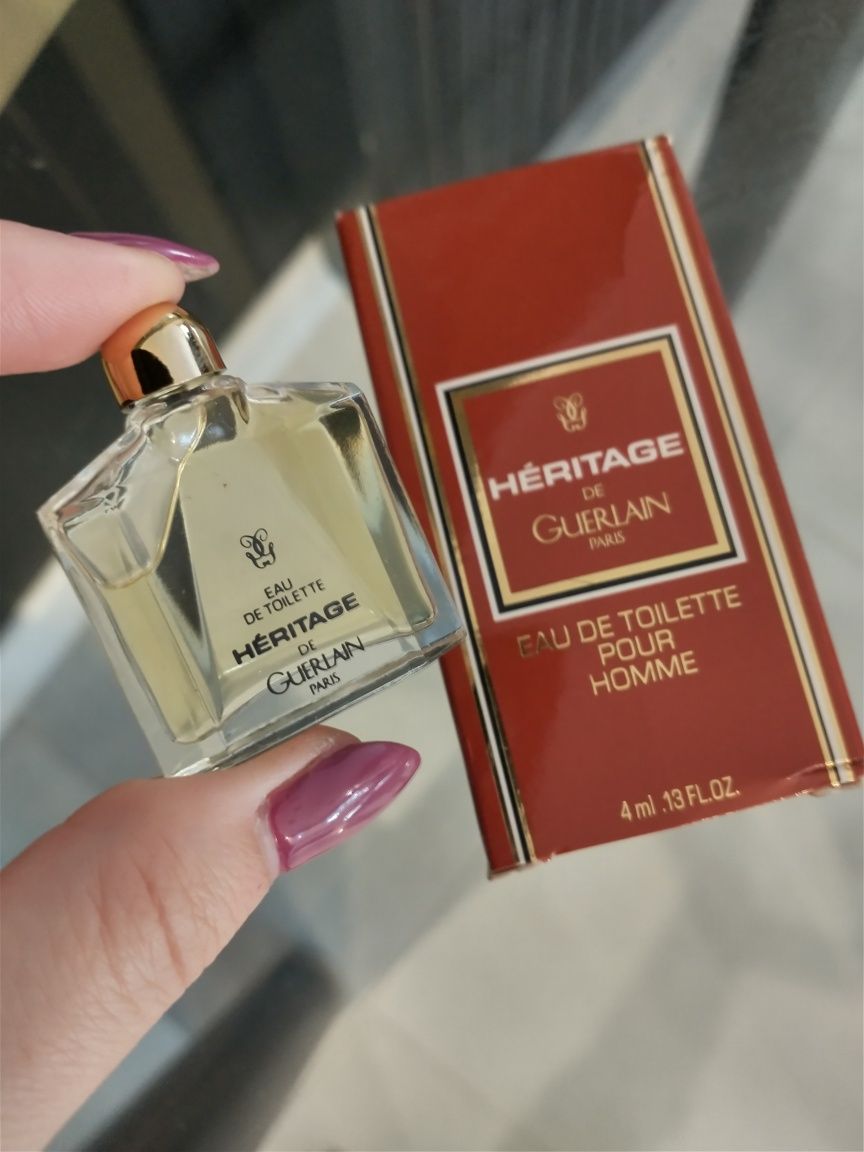 EAU
DE TOILETTE
HÉRITAGE
DE
GUERLAIN
PARIS
HÉRITAGE
DE
GUERLAIN
PARIS
EAU DE TOILETTE
POUR
HOMME
4 ml .13 FL.OZ.